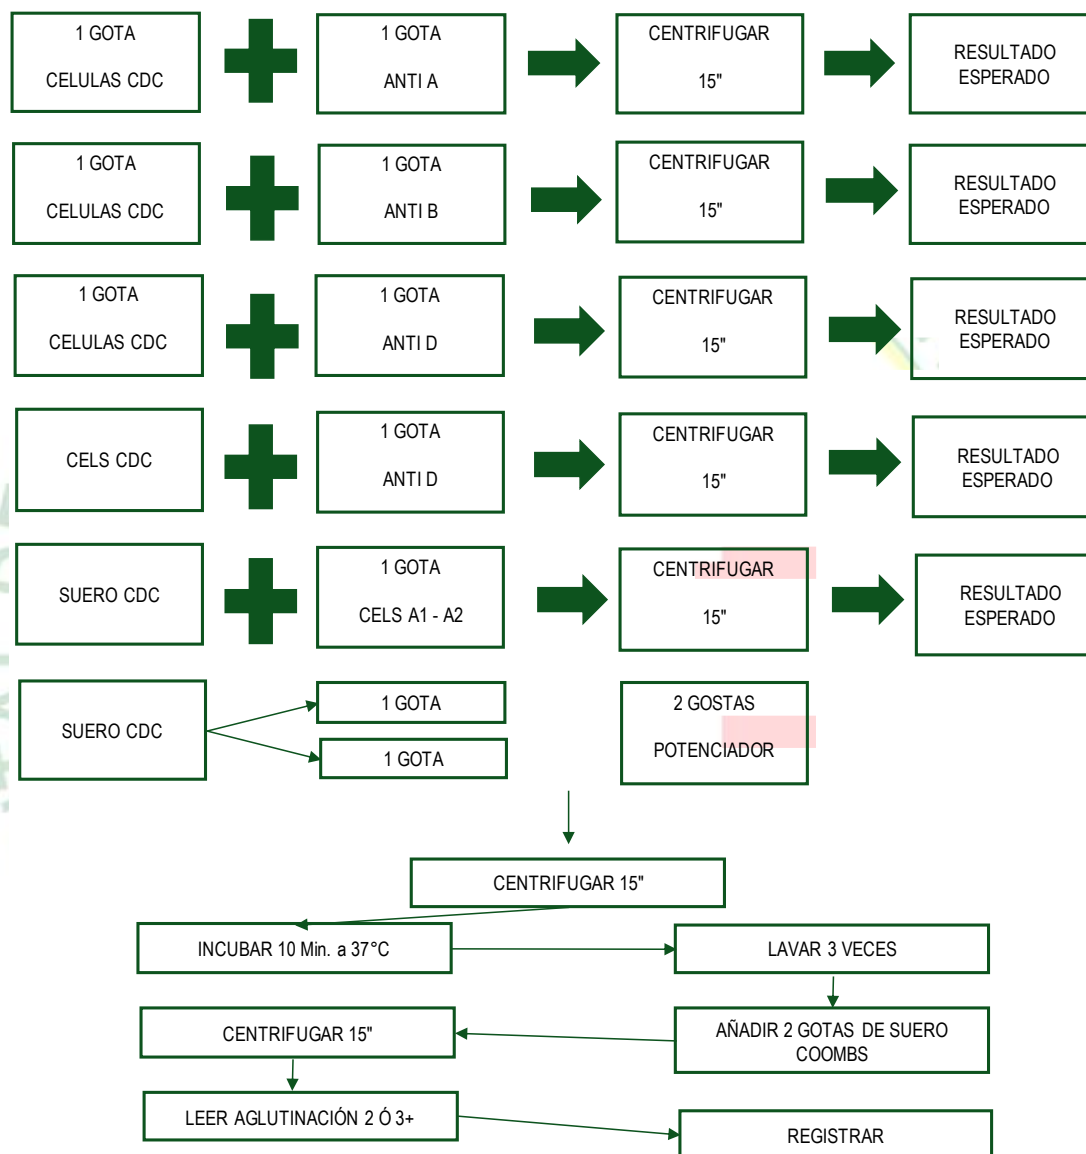 1 GOTA
CELULAS CDC
1 GOTA
ANTI A
CENTRIFUGAR
15"
RESULTADO
ESPERADO
1 GOTA
CELULAS CDC
1 GOTA
ANTI B
CENTRIFUGAR
15"
RESULTADO
ESPERADO
1 GOTA
CELULAS CDC
1 GOTA
ANTI D
CENTRIFUGAR
15"
RESULTADO
ESPERADO
CELS CDC
1 GOTA
ANTI D
CENTRIFUGAR
15"
RESULTADO
ESPERADO
SUERO CDC
1 GOTA
CELS A1 - A2
CENTRIFUGAR
15"
RESULTADO
ESPERADO
SUERO CDC
1 GOTA
1 GOTA
2 GOSTAS
POTENCIADOR
CENTRIFUGAR 15"
INCUBAR 10 Min. a 37°C
LAVAR 3 VECES
AÑADIR 2 GOTAS DE SUERO
COOMBS
CENTRIFUGAR 15"
LEER AGLUTINACIÓN 2 Ó 3+
REGISTRAR